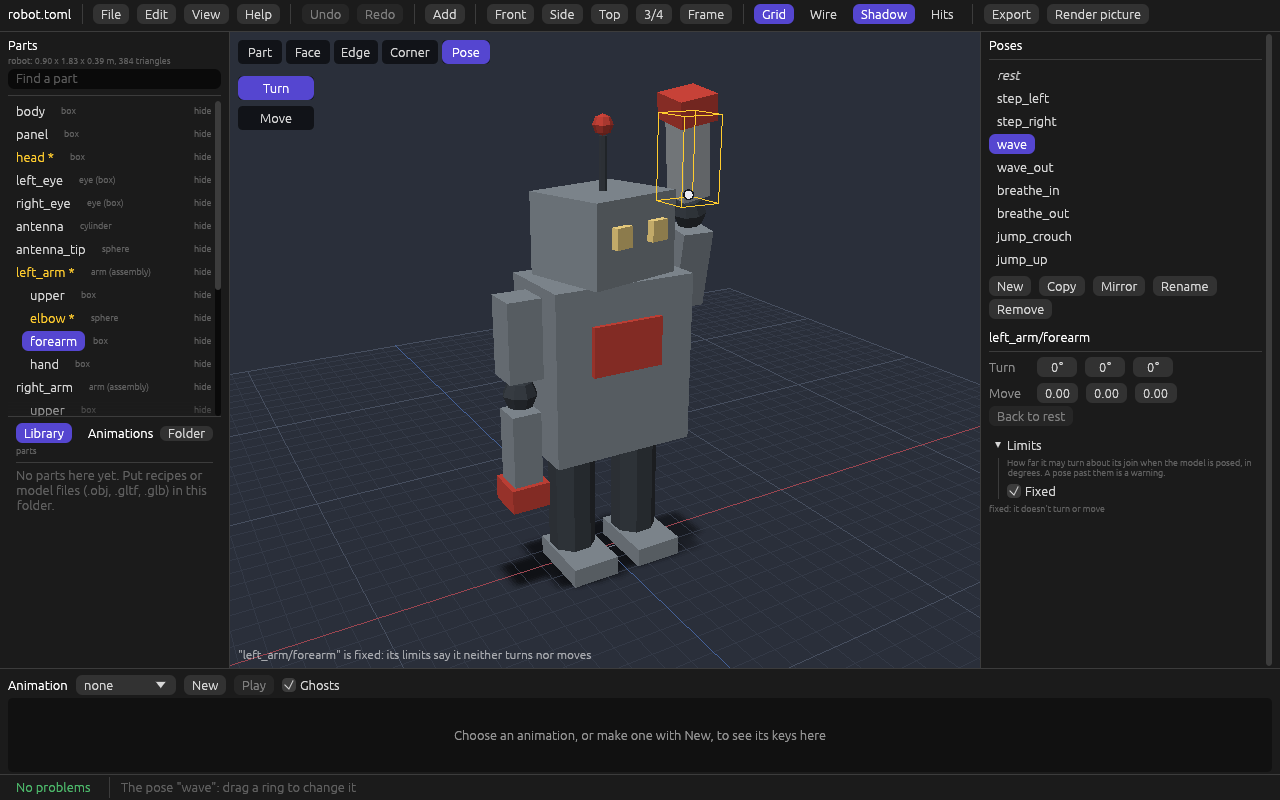 robot.toml File Edit View Help Undo Redo Add Front Side Top 3/4 Frame Grid Wire Shadow Hits Export Render picture
Parts
robot: 0.90 x 1.83 x 0.39 m, 384 triangles
Find a part
body box hide
panel box hide
head * box hide
left_eye eye (box) hide
right_eye eye (box) hide
antenna cylinder hide
antenna_tip sphere hide
left_arm * arm (assembly) hide
upper box hide
elbow * sphere hide
forearm box hide
hand box hide
right_arm arm (assembly) hide
upper box hide
Library Animations Folder
parts
No parts here yet. Put recipes or
model files (.obj, .gltf, .glb) in this
folder.
Part Face Edge Corner Pose
Turn
Move
"left_arm/forearm" is fixed: its limits say it neither turns nor moves
Poses
rest
step_left
step_right
wave
wave_out
breathe_in
breathe_out
jump_crouch
jump_up
New Copy Mirror Rename
Remove
left_arm/forearm
Turn 0° 0° 0°
Move 0.00 0.00 0.00
Back to rest
Limits
How far it may turn about its join when the model is posed, in
degrees. A pose past them is a warning.
Fixed
fixed: it doesn't turn or move
Animation none New Play Ghosts
Choose an animation, or make one with New, to see its keys here
No problems The pose "wave": drag a ring to change it